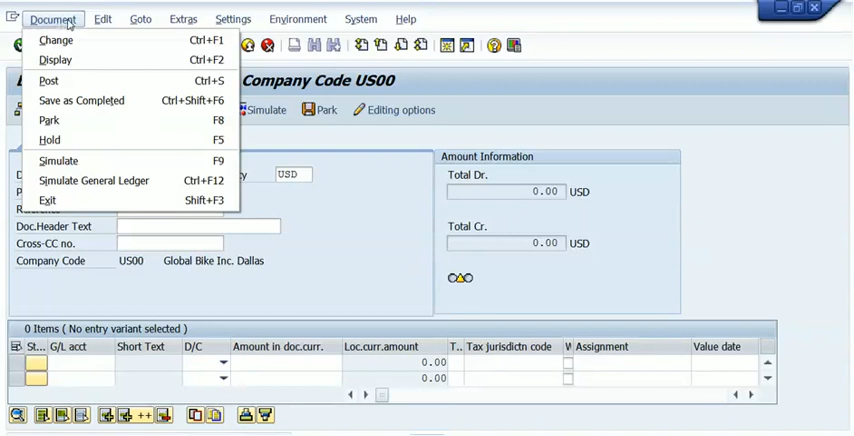 Document Edit Goto Extras Settings Environment System Help
Change Ctrl+F1
Display Ctrl+F2
Post Ctrl+S
Save as Completed Ctrl+Shift+F6
Park F8
Hold F5
Simulate F9
Simulate General Ledger Ctrl+F12
Exit Shift+F3
Company Code US00
Simulate Park Editing options
USD
Amount Information
Total Dr.
0.00 USD
Doc.Header Text
Total Cr.
Cross-CC no.
0.00 USD
Company Code US00 Global Bike Inc. Dallas
0 Items ( No entry variant selected )
St... G/L acct Short Text D/C Amount in doc.curr. Loc.curr.amount T.. Tax jurisdictn code W Assignment Value date
0.00
0.00